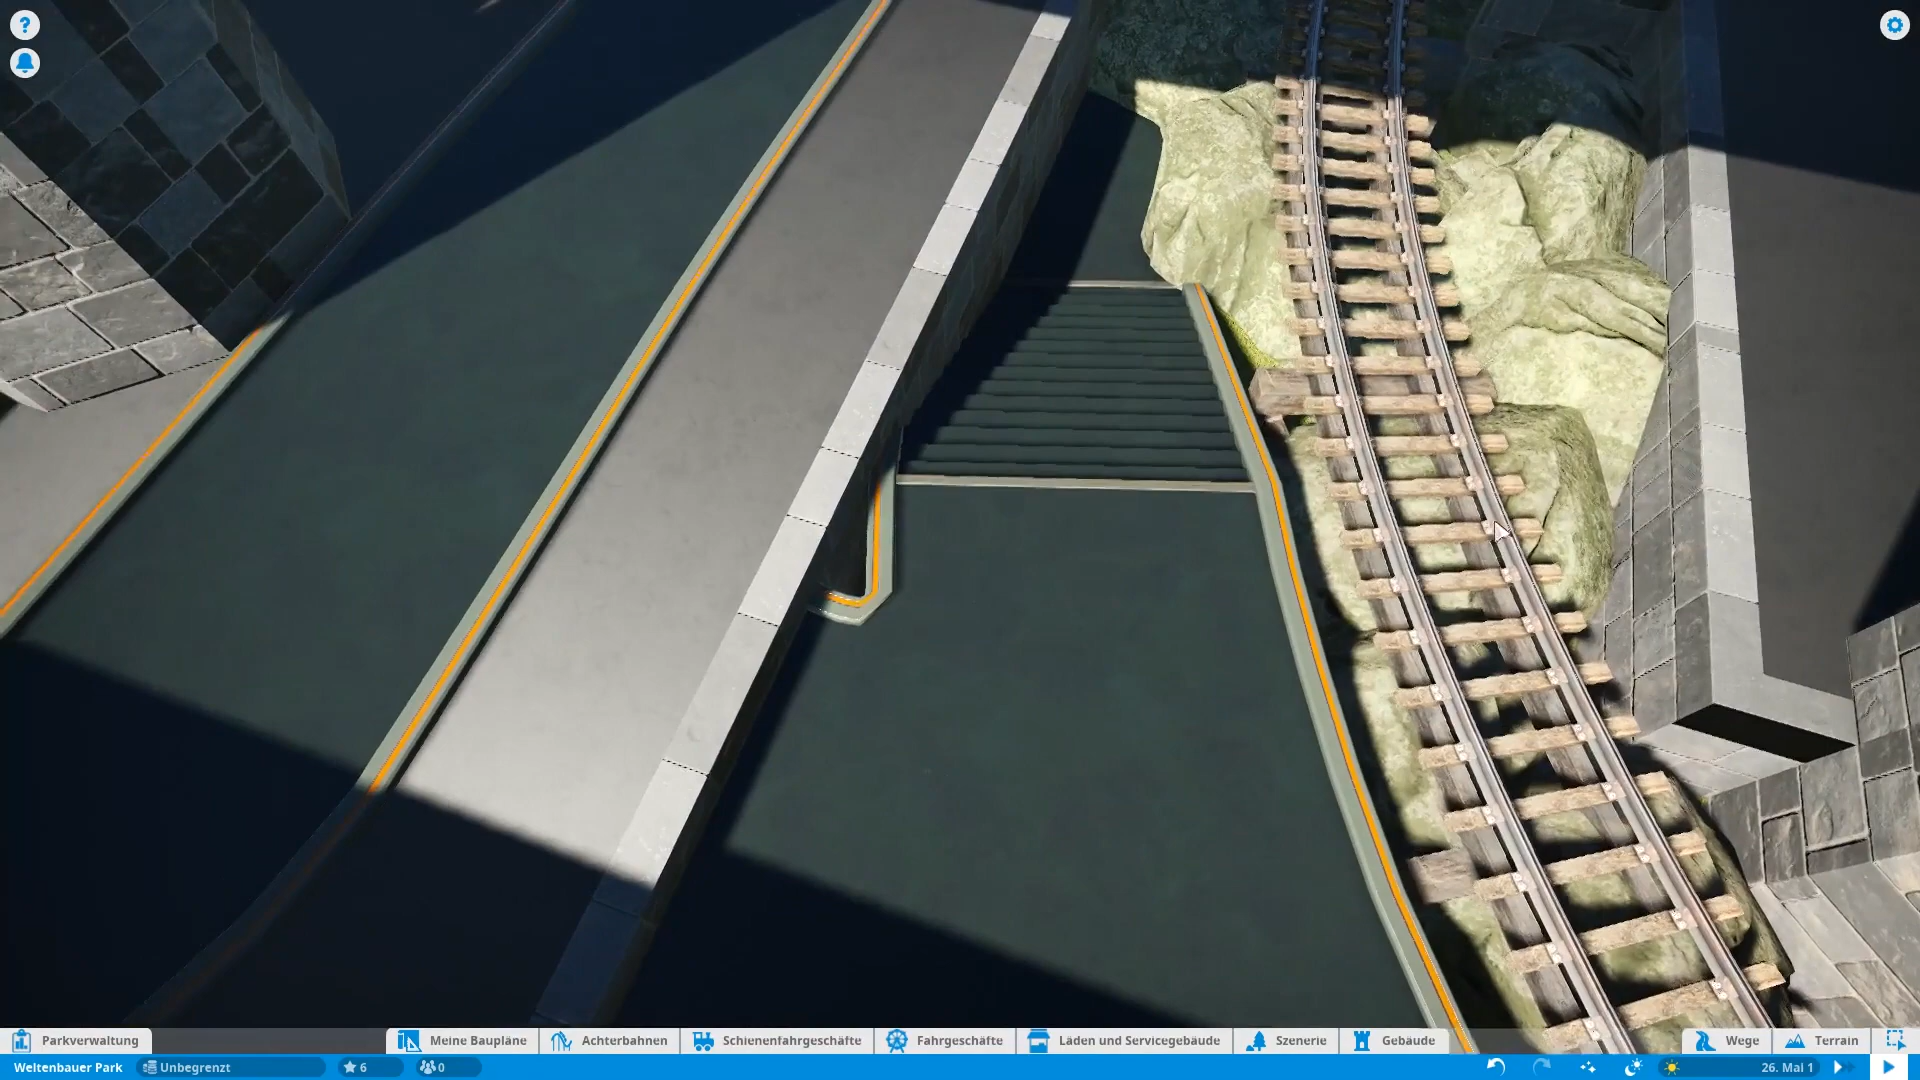 ?
Parkverwaltung
Meine Baupläne
Achterbahnen
Schienenfahrgeschäfte
Fahrgeschäfte
Läden und Servicegebäude
Szenerie
Gebäude
Wege
Terrain
Weltenbauer Park
Unbegrenzt
6
0
26. Mai 1